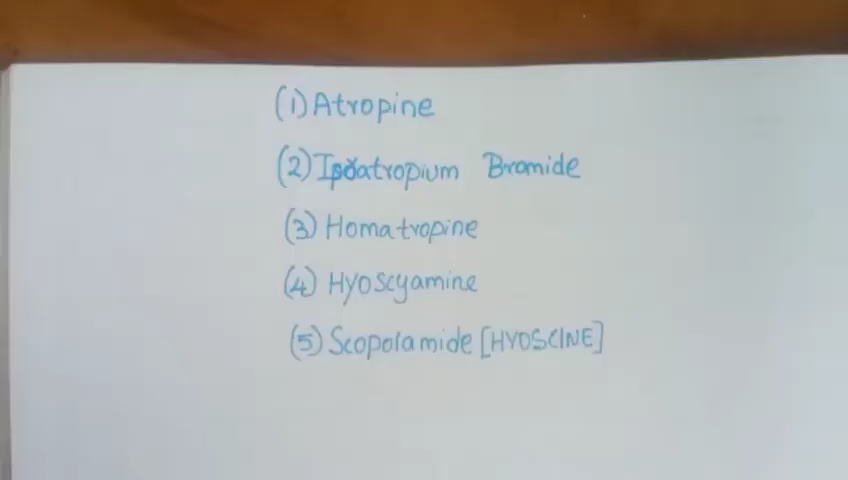 (1) Atropine
(2) Ipratropium Bromide
(3) Homatropine
(4) Hyoscyamine
(5) Scopolamide [HYOSCINE]